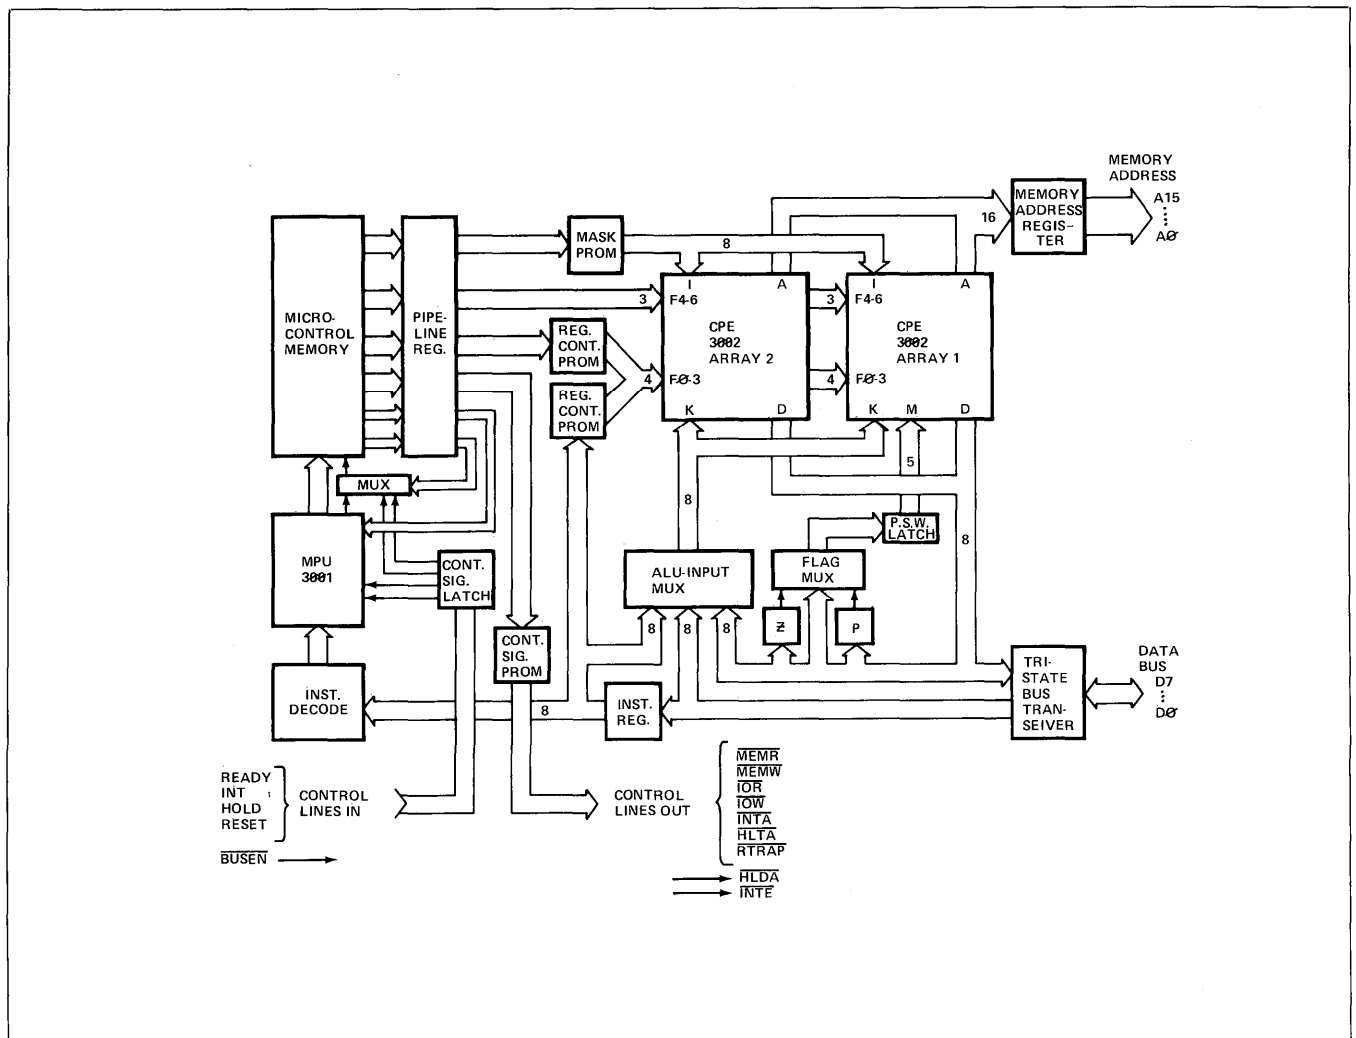 MEMORY
ADDRESS
A15
A0
MEMORY
ADDRESS
REGIS-
TER
16
MASK
PROM
8
MICRO-
CONTROL
MEMORY
PIPE-
LINE
REG.
3
I
A
F4-6
CPE
3002
ARRAY 2
F0-3
K
D
3
4
I
A
F4-6
CPE
3002
ARRAY 1
F0-3
K
M
D
REG.
CONT.
PROM
4
REG.
CONT.
PROM
MUX
8
5
P.S.W.
LATCH
8
MPU
3001
CONT.
SIG.
LATCH
ALU-INPUT
MUX
FLAG
MUX
8
8
8
Z
P
CONT.
SIG.
PROM
INST.
DECODE
8
INST.
REG.
TRI-
STATE
BUS
TRAN-
SEIVER
DATA
BUS
D7
D0
READY
INT
HOLD
RESET
CONTROL
LINES IN
BUSEN
CONTROL
LINES OUT
MEMR
MEMW
IOR
IOW
INTA
HLTA
RTRAP
HLDA
INTE